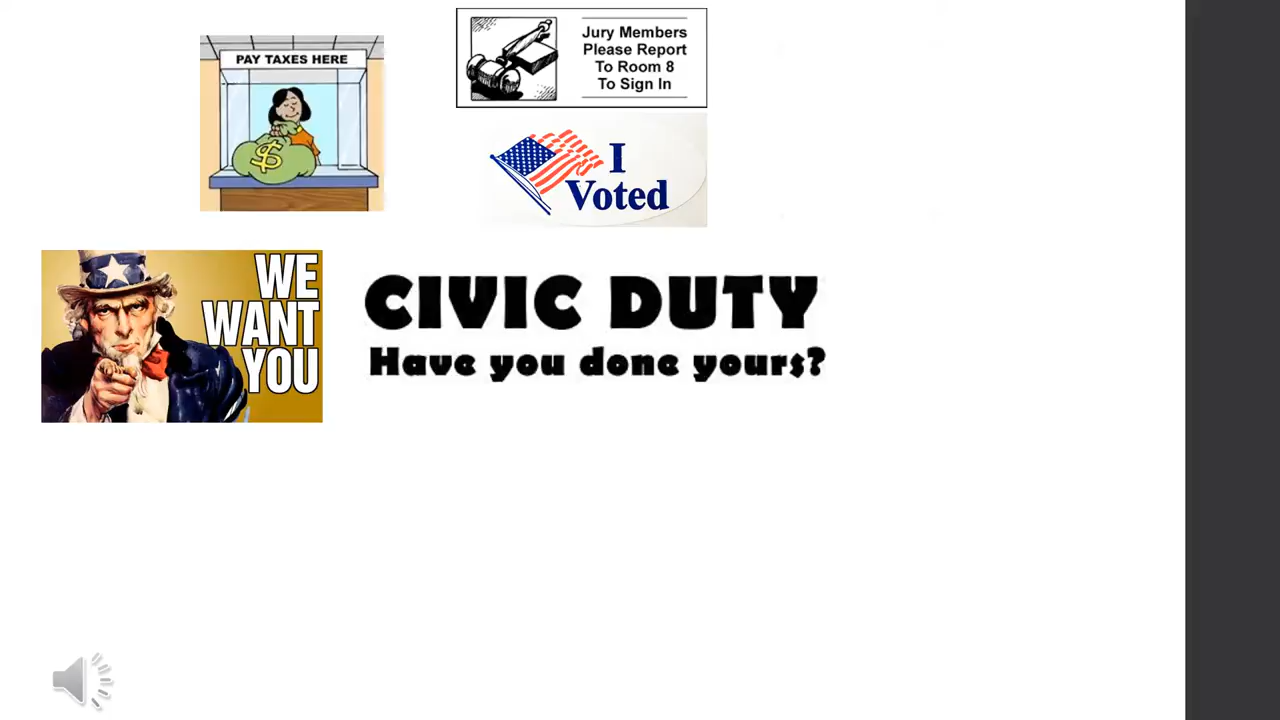 PAY TAXES HERE
$
Jury Members
Please Report
To Room 8
To Sign In
I
Voted
WE
WANT
YOU
CIVIC DUTY
Have you done yours?